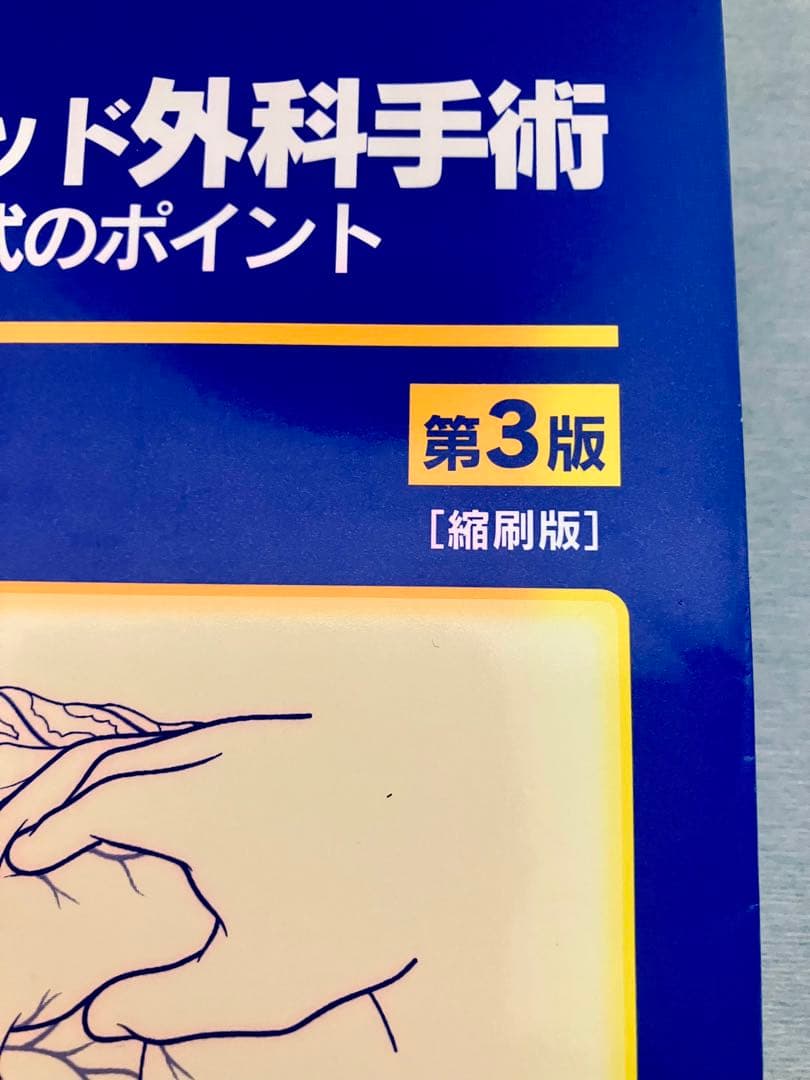 ッド外科手術
式のポイント
第3版
[縮刷版]